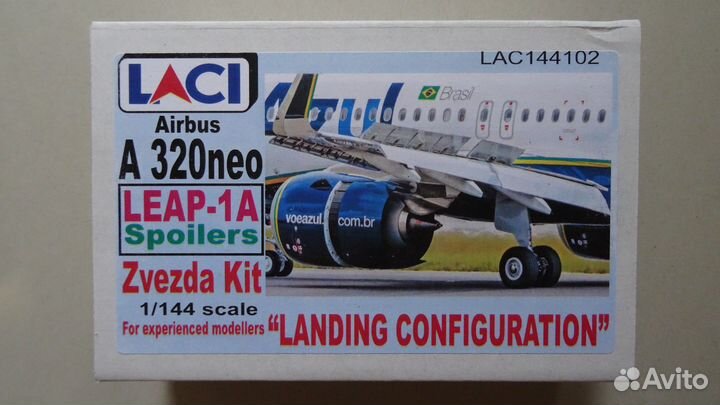 LAC144102
LACI
Airbus
A 320neo
LEAP-1A
Spoilers
Zvezda Kit
1/144 scale
For experienced modellers
"LANDING CONFIGURATION"
Azul
Brasil
voeazul.com.br
Avito